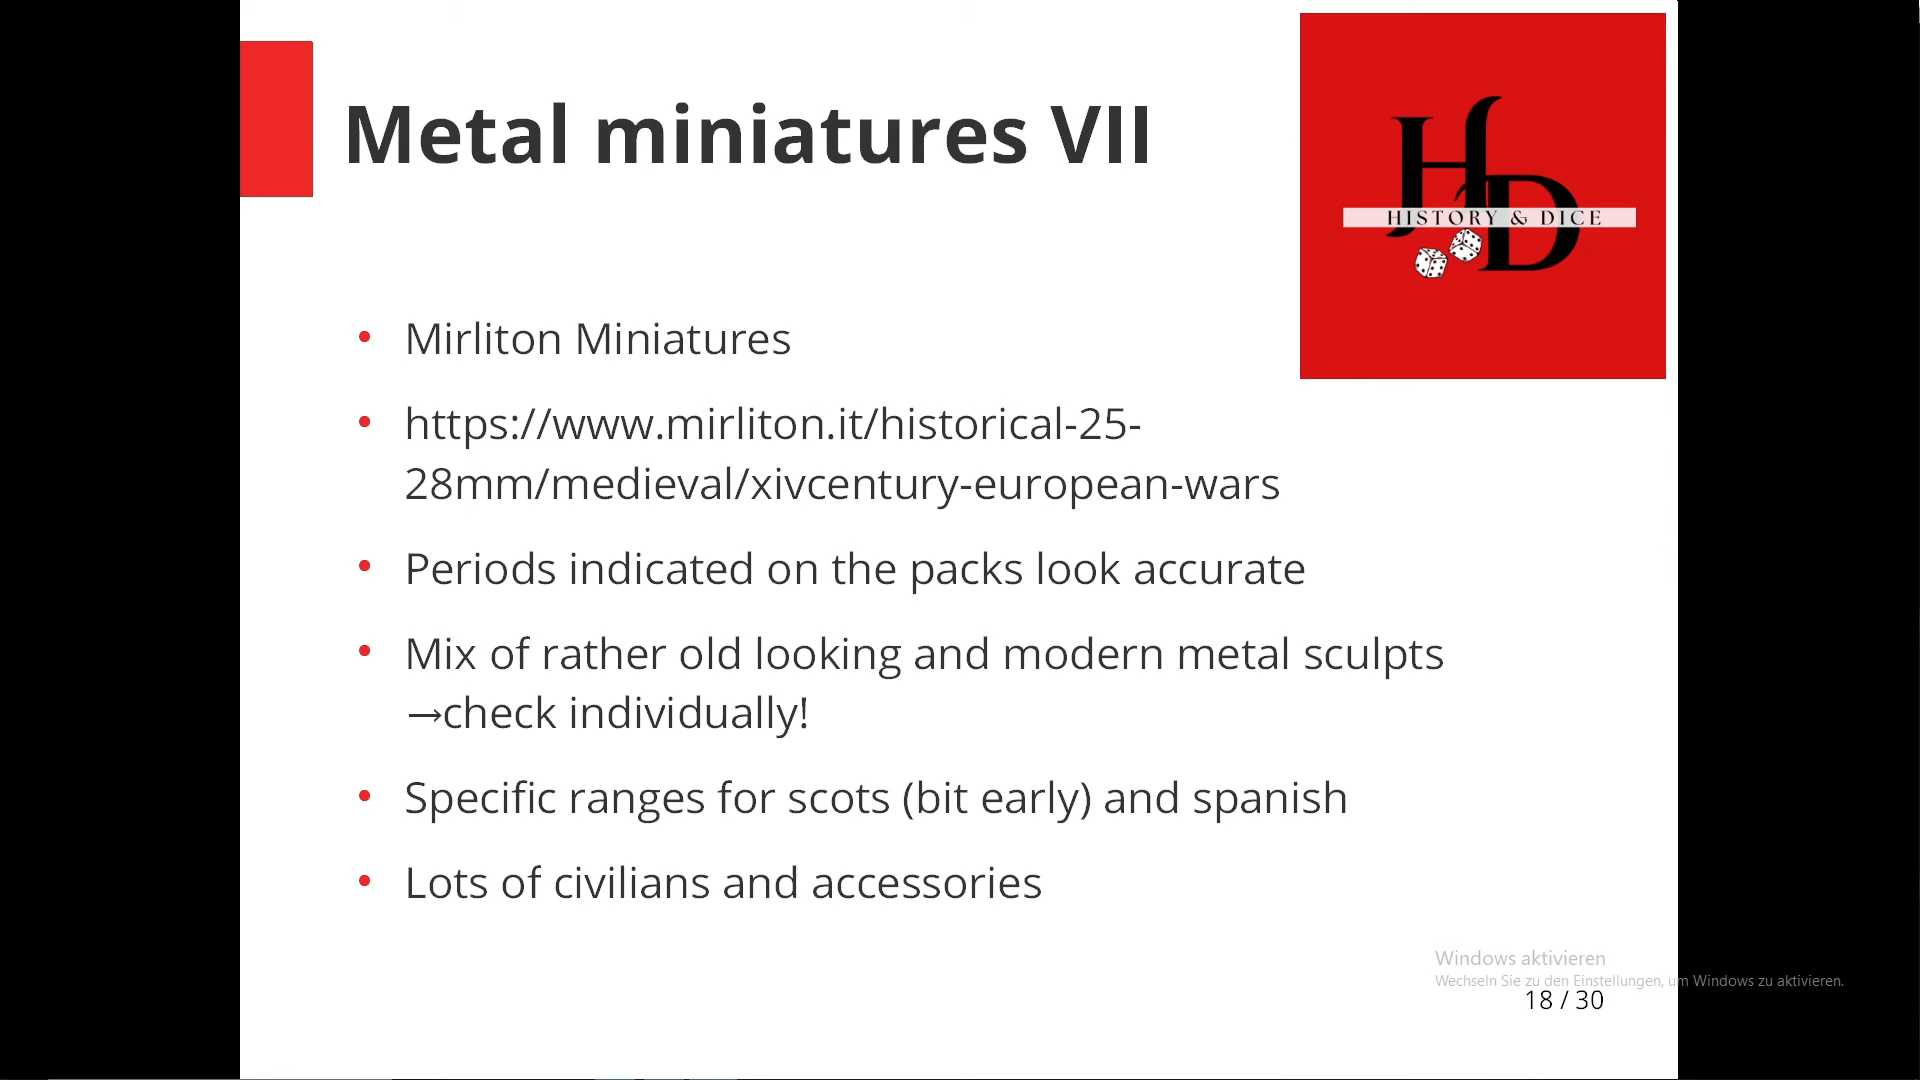 Metal miniatures VII
HD
HISTORY & DICE
• Mirliton Miniatures
• https://www.mirliton.it/historical-25-
28mm/medieval/xivcentury-european-wars
• Periods indicated on the packs look accurate
• Mix of rather old looking and modern metal sculpts
→check individually!
• Specific ranges for scots (bit early) and spanish
• Lots of civilians and accessories
Windows aktivieren
Wechseln Sie zu den Einstellungen, um Windows zu aktivieren.
18 / 30